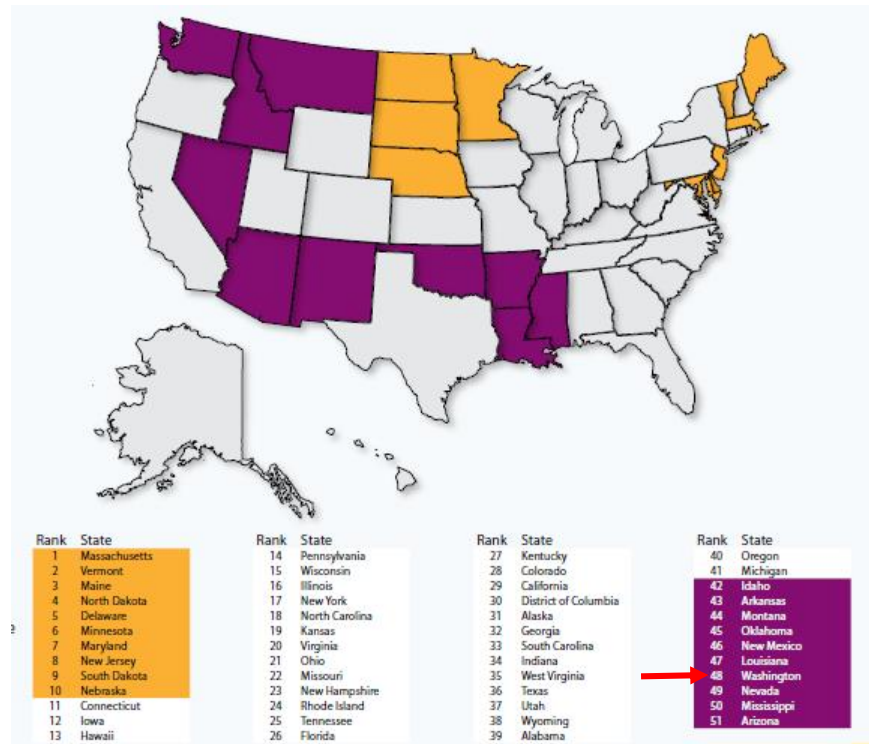 Rank State
1 Massachusetts
2 Vermont
3 Maine
4 North Dakota
5 Delaware
6 Minnesota
7 Maryland
8 New Jersey
9 South Dakota
10 Nebraska
11 Connecticut
12 Iowa
13 Hawaii
Rank State
14 Pennsylvania
15 Wisconsin
16 Illinois
17 New York
18 North Carolina
19 Kansas
20 Virginia
21 Ohio
22 Missouri
23 New Hampshire
24 Rhode Island
25 Tennessee
26 Florida
Rank State
27 Kentucky
28 Colorado
29 California
30 District of Columbia
31 Alaska
32 Georgia
33 South Carolina
34 Indiana
35 West Virginia
36 Texas
37 Utah
38 Wyoming
39 Alabama
Rank State
40 Oregon
41 Michigan
42 Idaho
43 Arkansas
44 Montana
45 Oklahoma
46 New Mexico
47 Louisiana
48 Washington
49 Nevada
50 Mississippi
51 Arizona